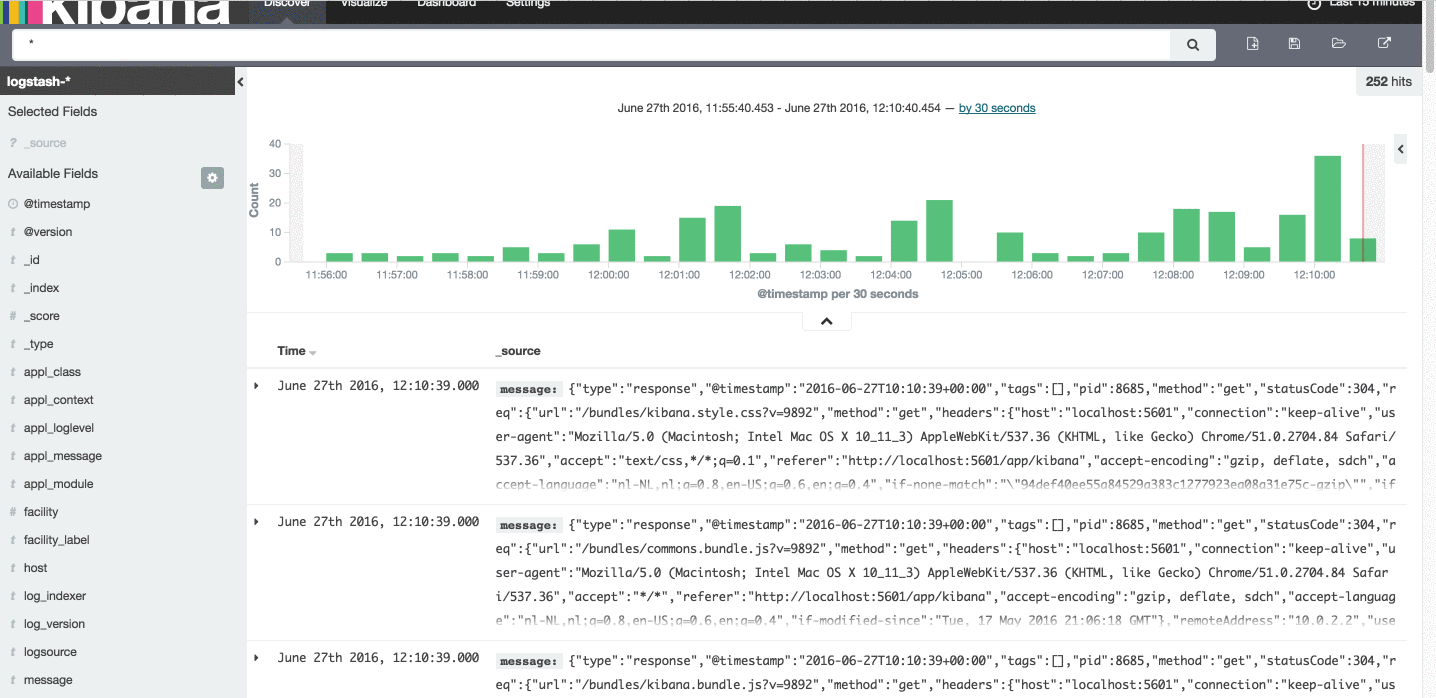 kibana
Discover Visualize Dashboard Settings Last 15 minutes
*
logstash-*
252 hits
Selected Fields
? _source
Available Fields
@timestamp
t @version
t _id
t _index
# _score
t _type
t appl_class
t appl_context
t appl_loglevel
t appl_message
t appl_module
# facility
t facility_label
t host
t log_indexer
t log_version
t logsource
t message
June 27th 2016, 11:55:40.453 - June 27th 2016, 12:10:40.454 — by 30 seconds
Count
40
30
20
10
0
11:56:00 11:57:00 11:58:00 11:59:00 12:00:00 12:01:00 12:02:00 12:03:00 12:04:00 12:05:00 12:06:00 12:07:00 12:08:00 12:09:00 12:10:00
@timestamp per 30 seconds
Time _source
June 27th 2016, 12:10:39.000 message: {"type":"response","@timestamp":"2016-06-27T10:10:39+00:00","tags":[],"pid":8685,"method":"get","statusCode":304,"r
eq":{"url":"/bundles/kibana.style.css?v=9892","method":"get","headers":{"host":"localhost:5601","connection":"keep-alive","us
er-agent":"Mozilla/5.0 (Macintosh; Intel Mac OS X 10_11_3) AppleWebKit/537.36 (KHTML, like Gecko) Chrome/51.0.2704.84 Safari/
537.36","accept":"text/css,*/*;q=0.1","referer":"http://localhost:5601/app/kibana","accept-encoding":"gzip, deflate, sdch","a
ccept-language":"nl-NL,nl;q=0.8,en-US;q=0.6,en;q=0.4","if-none-match":"\"94def40ee55a84529a383c1277923ea08a31e75c-gzip\"","if
June 27th 2016, 12:10:39.000 message: {"type":"response","@timestamp":"2016-06-27T10:10:39+00:00","tags":[],"pid":8685,"method":"get","statusCode":304,"r
eq":{"url":"/bundles/commons.bundle.js?v=9892","method":"get","headers":{"host":"localhost:5601","connection":"keep-alive","u
ser-agent":"Mozilla/5.0 (Macintosh; Intel Mac OS X 10_11_3) AppleWebKit/537.36 (KHTML, like Gecko) Chrome/51.0.2704.84 Safar
i/537.36","accept":"*/*","referer":"http://localhost:5601/app/kibana","accept-encoding":"gzip, deflate, sdch","accept-languag
e":"nl-NL,nl;q=0.8,en-US;q=0.6,en;q=0.4","if-modified-since":"Tue, 17 May 2016 21:06:18 GMT"},"remoteAddress":"10.0.2.2","use
June 27th 2016, 12:10:39.000 message: {"type":"response","@timestamp":"2016-06-27T10:10:39+00:00","tags":[],"pid":8685,"method":"get","statusCode":304,"r
eq":{"url":"/bundles/kibana.bundle.js?v=9892","method":"get","headers":{"host":"localhost:5601","connection":"keep-alive","us